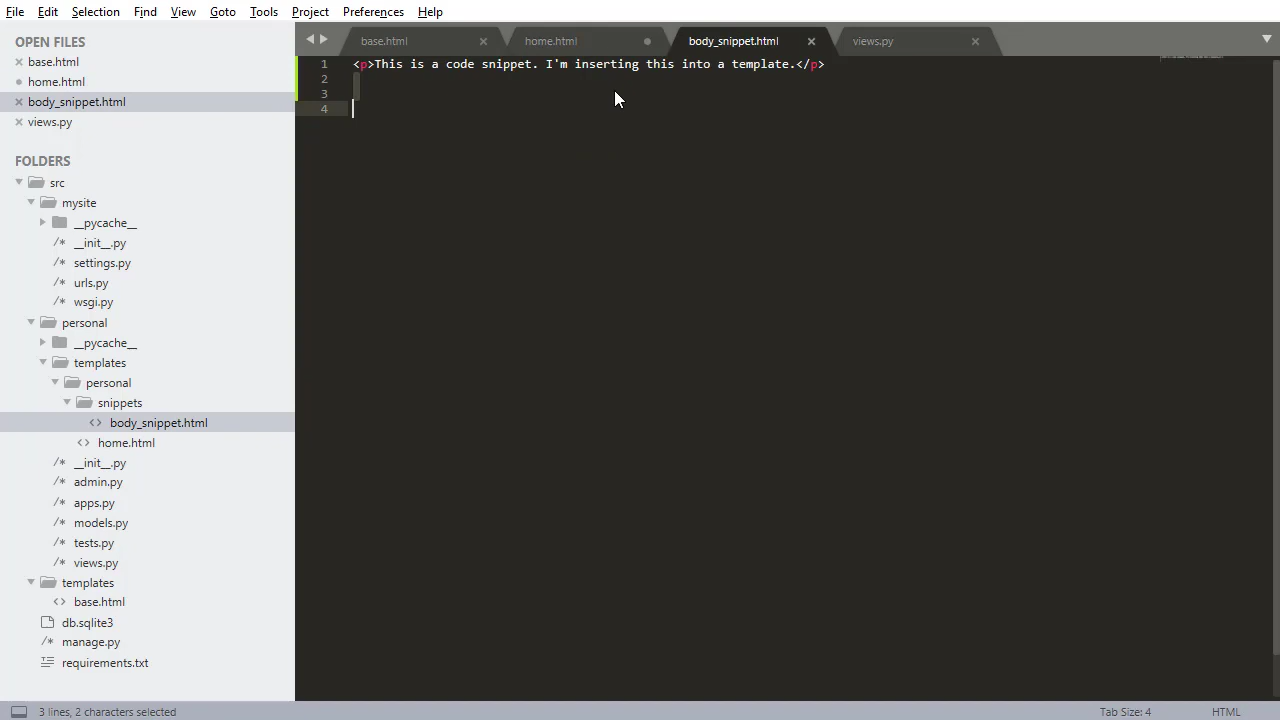 File Edit Selection Find View Goto Tools Project Preferences Help
OPEN FILES
base.html
home.html
body_snippet.html
views.py
FOLDERS
src
mysite
__pycache__
__init__.py
settings.py
urls.py
wsgi.py
personal
__pycache__
templates
personal
snippets
body_snippet.html
home.html
__init__.py
admin.py
apps.py
models.py
tests.py
views.py
templates
base.html
db.sqlite3
manage.py
requirements.txt
base.html home.html body_snippet.html views.py
1 <p>This is a code snippet. I'm inserting this into a template.</p>
2
3
4
3 lines, 2 characters selected Tab Size: 4 HTML